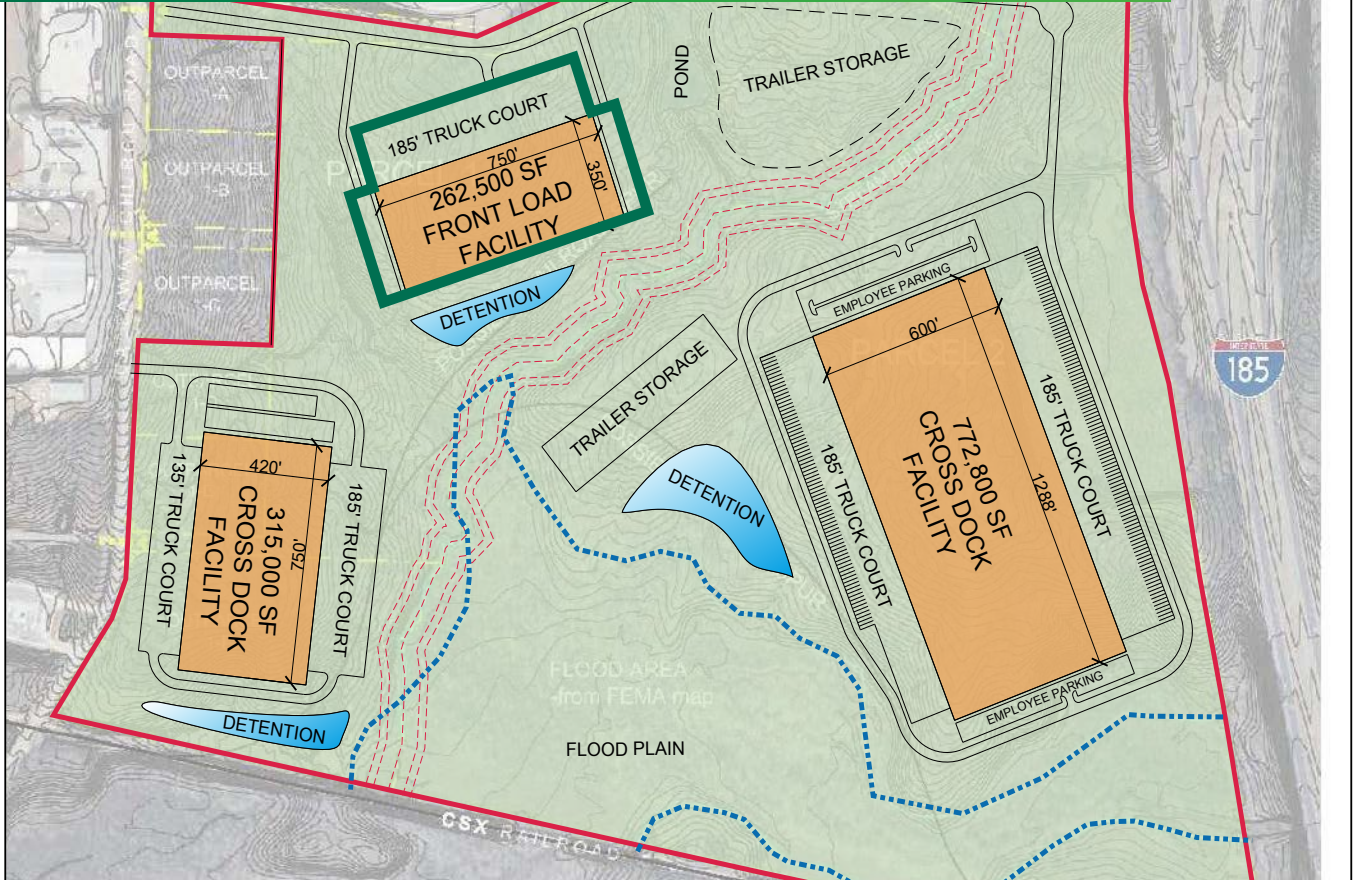 OUTPARCEL
-A
OUTPARCEL
-B
OUTPARCEL
-C
185' TRUCK COURT
750'
350'
262,500 SF
FRONT LOAD
FACILITY
DETENTION
POND
TRAILER STORAGE
EMPLOYEE PARKING
600'
185' TRUCK COURT
772,800 SF
CROSS DOCK
FACILITY
1288'
185' TRUCK COURT
EMPLOYEE PARKING
INTERSTATE
185
TRAILER STORAGE
DETENTION
135' TRUCK COURT
420'
315,000 SF
CROSS DOCK
FACILITY
750'
185' TRUCK COURT
DETENTION
FLOOD AREA
-from FEMA map
FLOOD PLAIN
CSX RAILROAD